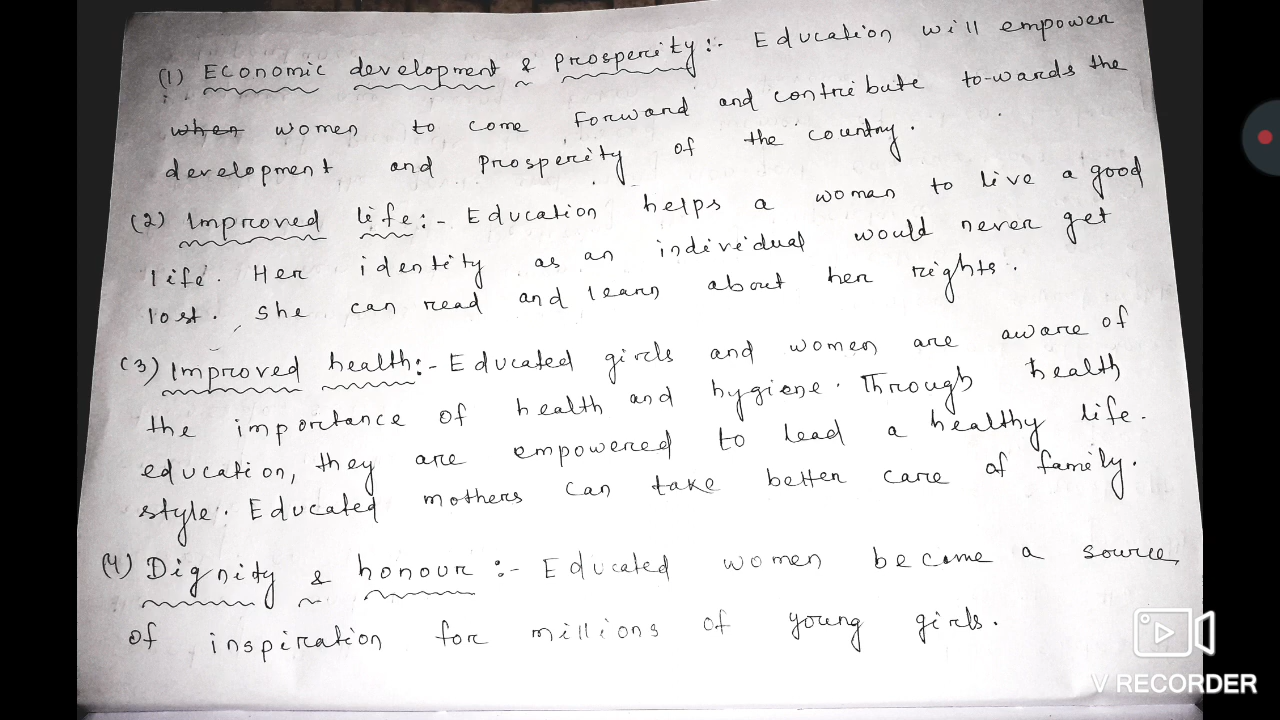 (1) Economic development & prosperity:- Education will empower
when women to come forward and contribute to-wards the
development and prosperity of the country.
(2) Improved life:- Education helps a woman to live a good
life. Her identity as an individual would never get
lost. She can read and learn about her rights.
(3) Improved health:- Educated girls and women are aware of
the importance of health and hygiene. Through health
education, they are empowered to lead a healthy life.
style. Educated mothers can take better care of family.
(4) Dignity & honour :- Educated women become a source
of inspiration for millions of young girls.
V RECORDER